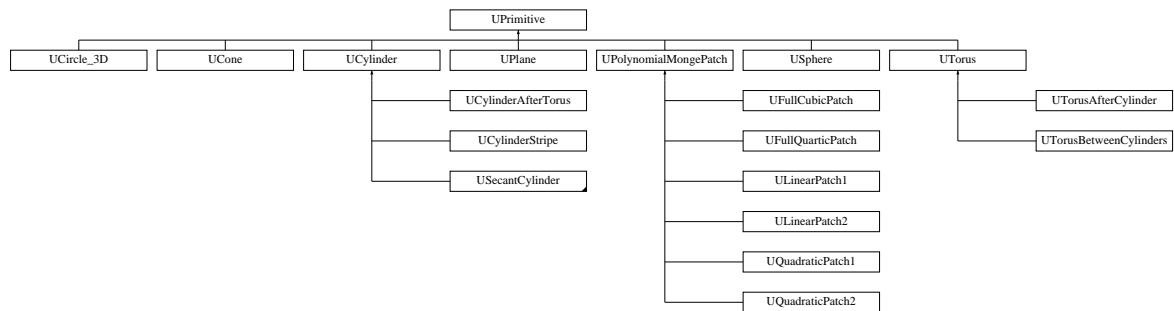 UPrimitive
UCircle_3D UCone UCylinder UPlane UPolynomialMongePatch USphere UTorus
UCylinderAfterTorus UFullCubicPatch UTorusAfterCylinder
UCylinderStripe UFullQuarticPatch UTorusBetweenCylinders
USecantCylinder ULinearPatch1
ULinearPatch2
UQuadraticPatch1
UQuadraticPatch2